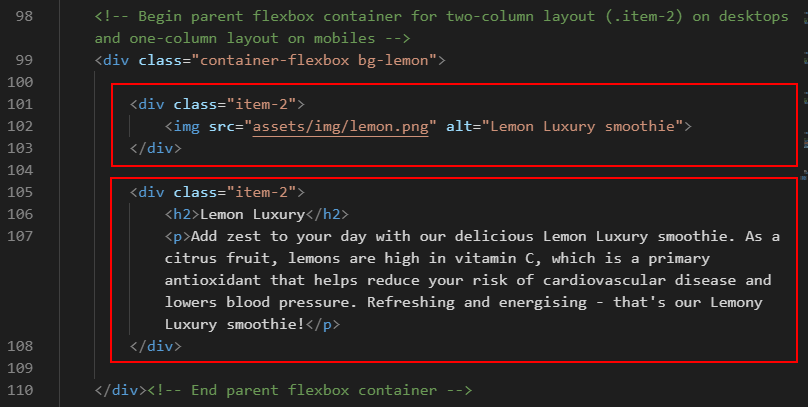 98 <!-- Begin parent flexbox container for two-column layout (.item-2) on desktops
and one-column layout on mobiles -->
99 <div class="container-flexbox bg-lemon">
100
101 <div class="item-2">
102 <img src="assets/img/lemon.png" alt="Lemon Luxury smoothie">
103 </div>
104
105 <div class="item-2">
106 <h2>Lemon Luxury</h2>
107 <p>Add zest to your day with our delicious Lemon Luxury smoothie. As a
citrus fruit, lemons are high in vitamin C, which is a primary
antioxidant that helps reduce your risk of cardiovascular disease and
lowers blood pressure. Refreshing and energising - that's our Lemony
Luxury smoothie!</p>
108 </div>
109
110 </div><!-- End parent flexbox container -->